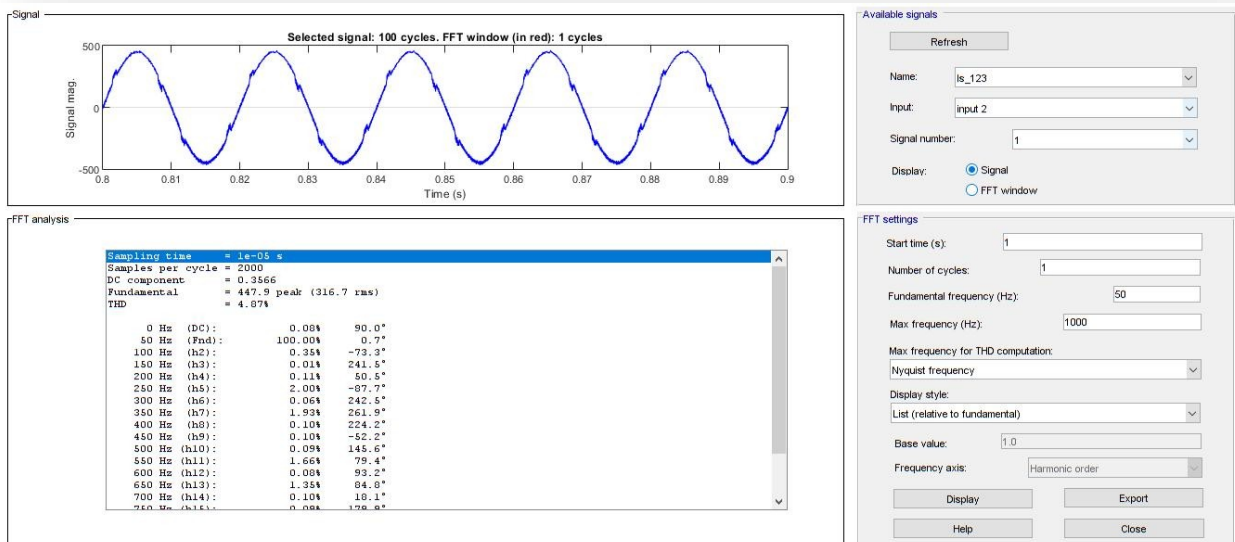 Signal
Selected signal: 100 cycles. FFT window (in red): 1 cycles
500
0
-500
Signal mag.
0.8 0.81 0.82 0.83 0.84 0.85 0.86 0.87 0.88 0.89 0.9
Time (s)
FFT analysis
Sampling time = 1e-05 s
Samples per cycle = 2000
DC component = 0.3566
Fundamental = 447.9 peak (316.7 rms)
THD = 4.87%
0 Hz (DC): 0.08% 90.0°
50 Hz (Fnd): 100.00% 0.7°
100 Hz (h2): 0.35% -73.3°
150 Hz (h3): 0.01% 241.5°
200 Hz (h4): 0.11% 50.5°
250 Hz (h5): 2.00% -87.7°
300 Hz (h6): 0.06% 242.5°
350 Hz (h7): 1.93% 261.9°
400 Hz (h8): 0.10% 224.2°
450 Hz (h9): 0.10% -52.2°
500 Hz (h10): 0.09% 145.6°
550 Hz (h11): 1.66% 79.4°
600 Hz (h12): 0.08% 93.2°
650 Hz (h13): 1.35% 84.8°
700 Hz (h14): 0.10% 18.1°
750 Hz (h15): 0.08% 178.8°
Available signals
Refresh
Name: Is_123
Input: input 2
Signal number: 1
Display: Signal
FFT window
FFT settings
Start time (s): 1
Number of cycles: 1
Fundamental frequency (Hz): 50
Max frequency (Hz): 1000
Max frequency for THD computation:
Nyquist frequency
Display style:
List (relative to fundamental)
Base value: 1.0
Frequency axis: Harmonic order
Display Export
Help Close